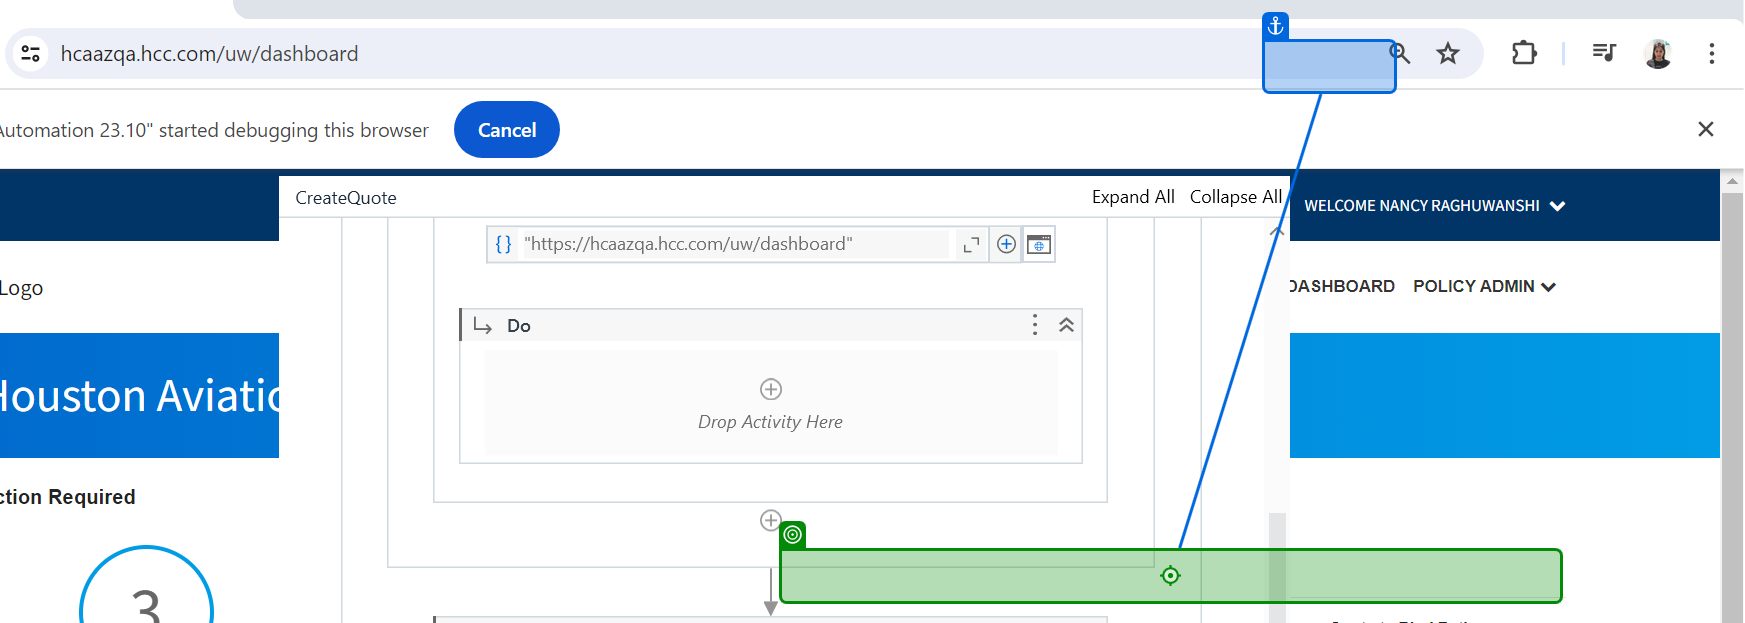 hcaazqa.hcc.com/uw/dashboard
Automation 23.10" started debugging this browser
Cancel
CreateQuote
Expand All
Collapse All
WELCOME NANCY RAGHUWANSHI
{} "https://hcaazqa.hcc.com/uw/dashboard"
Logo
DASHBOARD
POLICY ADMIN
Do
Houston Aviatic
Drop Activity Here
ction Required
3